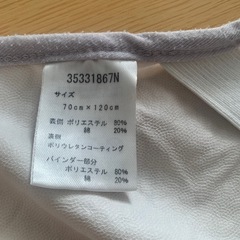 35331867N
サイズ
70cm×120cm
表側 ポリエステル 80%
綿 20%
裏側
ポリウレタンコーティング
バインダー部分
ポリエステル 80%
綿 20%